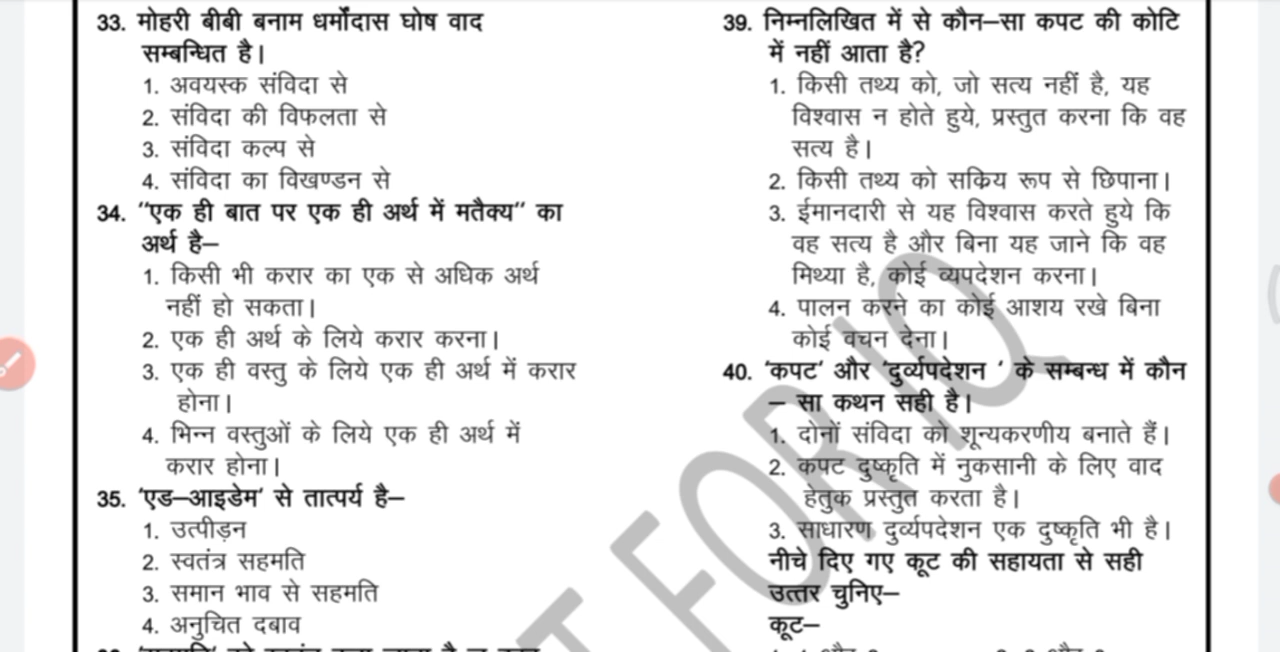 33. मोहरी बीबी बनाम धर्मोंदास घोष वाद
सम्बन्धित है।
1. अवयस्क संविदा से
2. संविदा की विफलता से
3. संविदा कल्प से
4. संविदा का विखण्डन से
34. "एक ही बात पर एक ही अर्थ में मतैक्य" का
अर्थ है–
1. किसी भी करार का एक से अधिक अर्थ
नहीं हो सकता।
2. एक ही अर्थ के लिये करार करना।
3. एक ही वस्तु के लिये एक ही अर्थ में करार
होना।
4. भिन्न वस्तुओं के लिये एक ही अर्थ में
करार होना।
35. 'एड–आइडेम' से तात्पर्य है–
1. उत्पीड़न
2. स्वतंत्र सहमति
3. समान भाव से सहमति
4. अनुचित दबाव
39. निम्नलिखित में से कौन–सा कपट की कोटि
में नहीं आता है?
1. किसी तथ्य को, जो सत्य नहीं है, यह
विश्वास न होते हुये, प्रस्तुत करना कि वह
सत्य है।
2. किसी तथ्य को सक्रिय रूप से छिपाना।
3. ईमानदारी से यह विश्वास करते हुये कि
वह सत्य है और बिना यह जाने कि वह
मिथ्या है, कोई व्यपदेशन करना।
4. पालन करने का कोई आशय रखे बिना
कोई वचन देना।
40. 'कपट' और 'दुर्व्यपदेशन ' के सम्बन्ध में कौन
– सा कथन सही है।
1. दोनों संविदा को शून्यकरणीय बनाते हैं।
2. कपट दुष्कृति में नुकसानी के लिए वाद
हेतुक प्रस्तुत करता है।
3. साधारण दुर्व्यपदेशन एक दुष्कृति भी है।
नीचे दिए गए कूट की सहायता से सही
उत्तर चुनिए–
कूट–
T FOR IQ